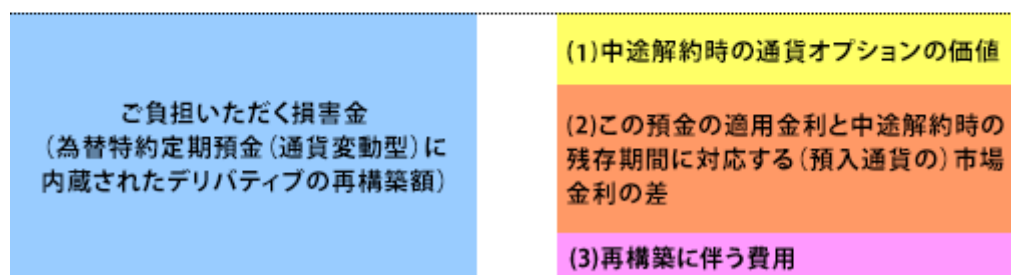 ご負担いただく損害金
（為替特約定期預金（通貨変動型）に
内蔵されたデリバティブの再構築額）
(1)中途解約時の通貨オプションの価値
(2)この預金の適用金利と中途解約時の
残存期間に対応する（預入通貨の）市場
金利の差
(3)再構築に伴う費用